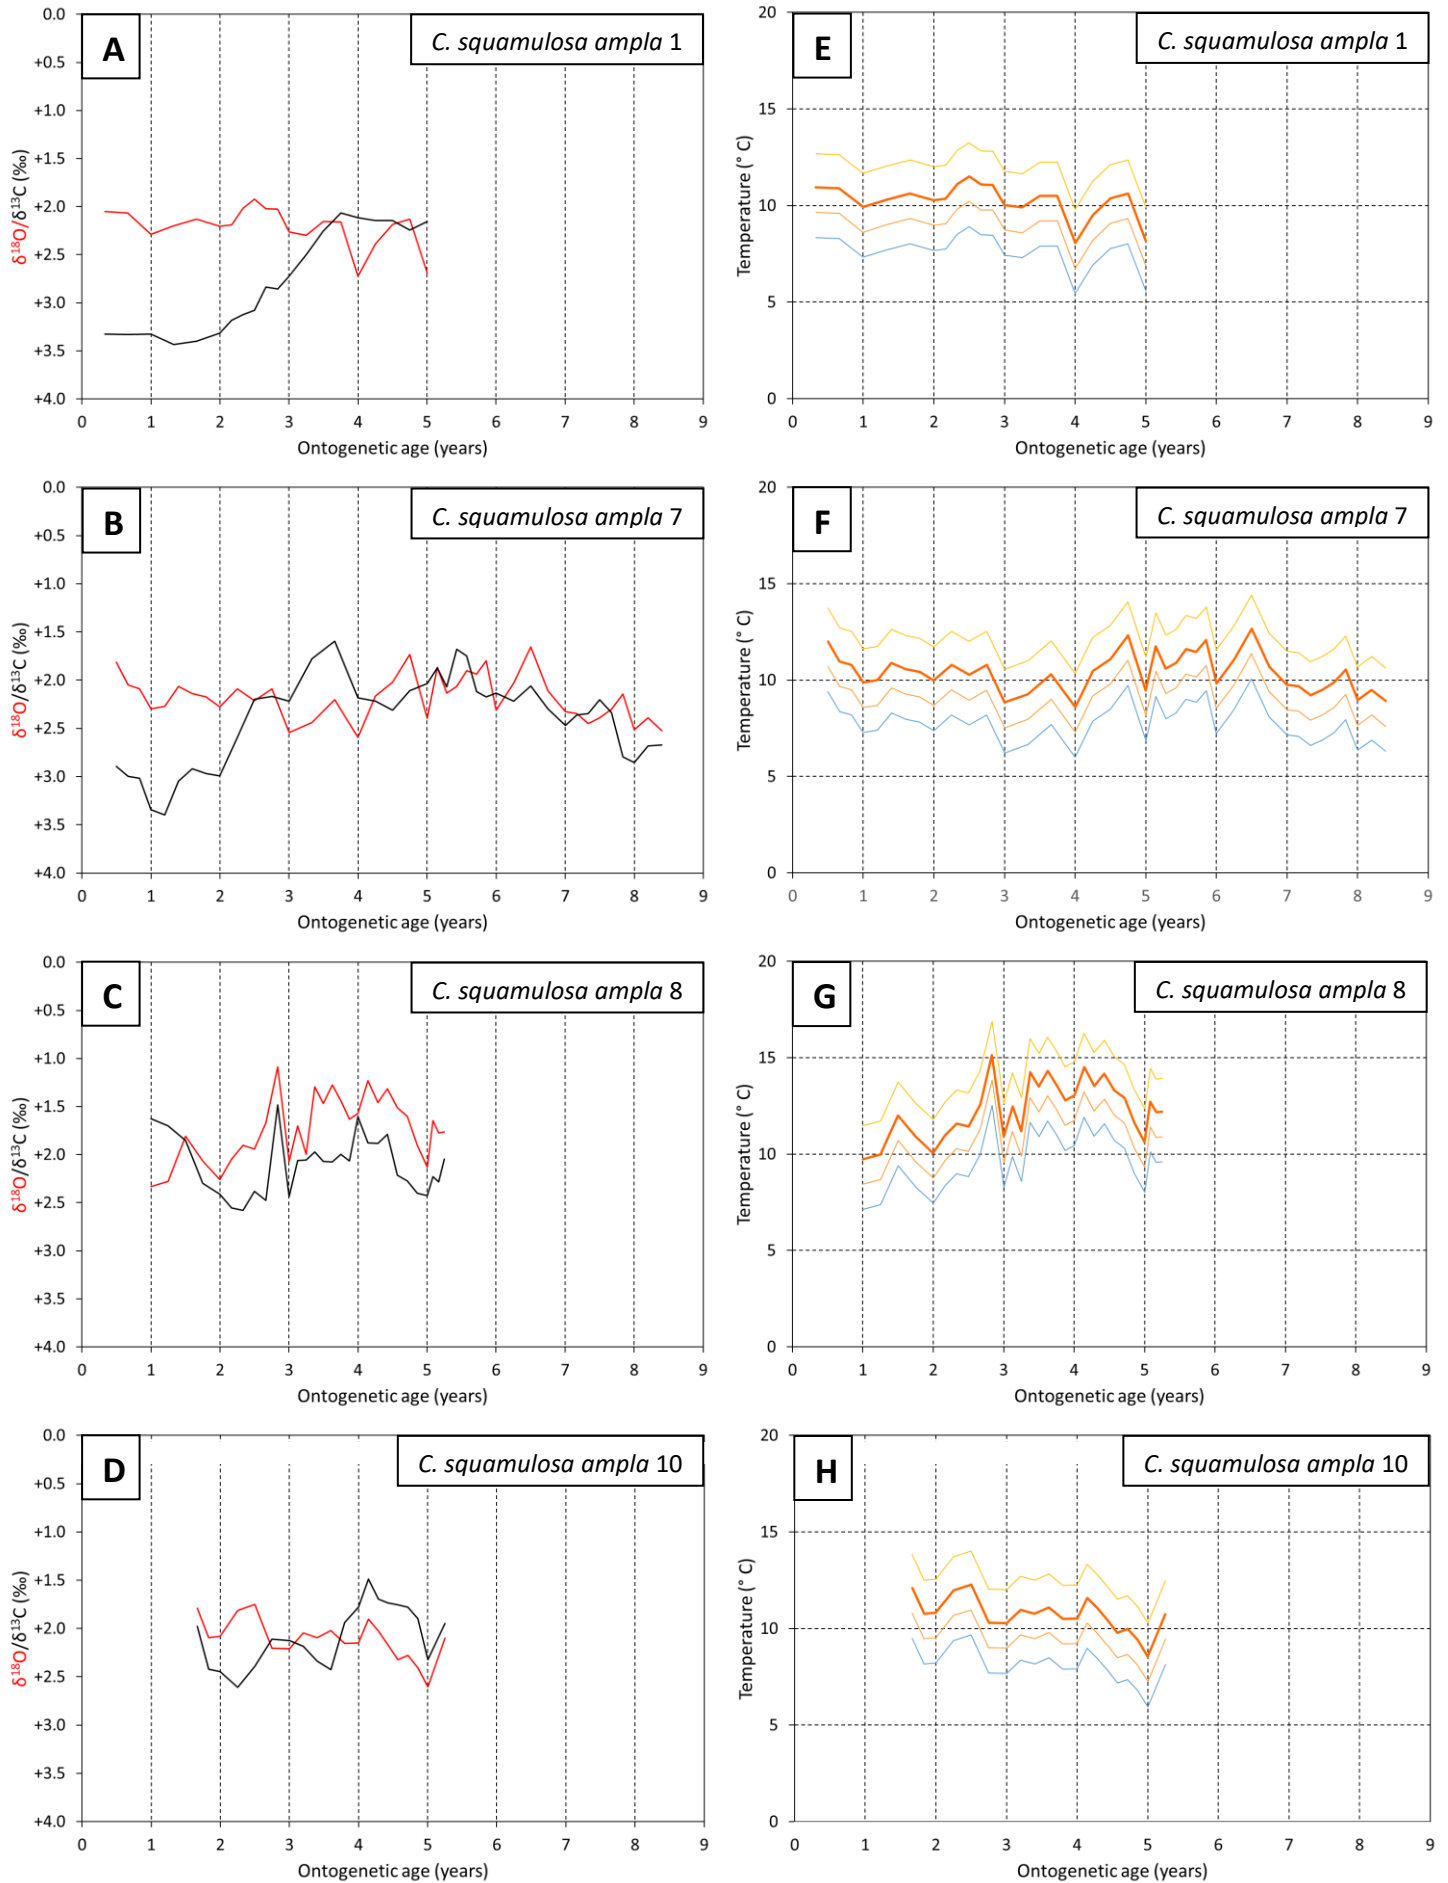 A
C. squamulosa ampla 1
0.0
+0.5
+1.0
+1.5
+2.0
+2.5
+3.0
+3.5
+4.0
δ18O/δ13C (‰)
0 1 2 3 4 5 6 7 8 9
Ontogenetic age (years)
E
C. squamulosa ampla 1
20
15
10
5
0
Temperature (° C)
0 1 2 3 4 5 6 7 8 9
Ontogenetic age (years)
B
C. squamulosa ampla 7
0.0
+0.5
+1.0
+1.5
+2.0
+2.5
+3.0
+3.5
+4.0
δ18O/δ13C (‰)
0 1 2 3 4 5 6 7 8 9
Ontogenetic age (years)
F
C. squamulosa ampla 7
20
15
10
5
0
Temperature (° C)
0 1 2 3 4 5 6 7 8 9
Ontogenetic age (years)
C
C. squamulosa ampla 8
0.0
+0.5
+1.0
+1.5
+2.0
+2.5
+3.0
+3.5
+4.0
δ18O/δ13C (‰)
0 1 2 3 4 5 6 7 8 9
Ontogenetic age (years)
G
C. squamulosa ampla 8
20
15
10
5
0
Temperature (° C)
0 1 2 3 4 5 6 7 8 9
Ontogenetic age (years)
D
C. squamulosa ampla 10
0.0
+0.5
+1.0
+1.5
+2.0
+2.5
+3.0
+3.5
+4.0
δ18O/δ13C (‰)
0 1 2 3 4 5 6 7 8 9
Ontogenetic age (years)
H
C. squamulosa ampla 10
20
15
10
5
0
Temperature (° C)
0 1 2 3 4 5 6 7 8 9
Ontogenetic age (years)